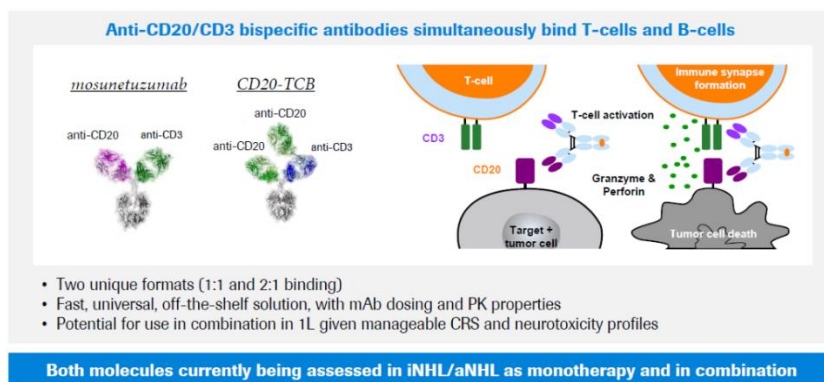 Anti-CD20/CD3 bispecific antibodies simultaneously bind T-cells and B-cells
mosunetuzumab
CD20-TCB
anti-CD20
anti-CD3
anti-CD20
anti-CD20
anti-CD3
T-cell
CD3
CD20
Target +
tumor cell
T-cell activation
Granzyme &
Perforin
Immune synapse
formation
Tumor cell death
• Two unique formats (1:1 and 2:1 binding)
• Fast, universal, off-the-shelf solution, with mAb dosing and PK properties
• Potential for use in combination in 1L given manageable CRS and neurotoxicity profiles
Both molecules currently being assessed in iNHL/aNHL as monotherapy and in combination